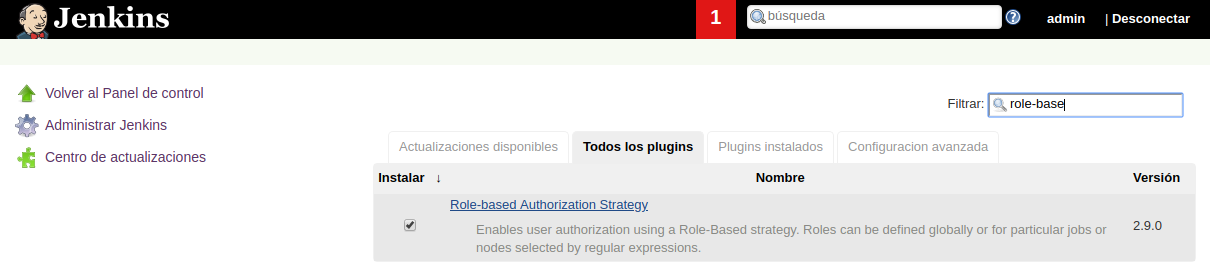 Jenkins
1
búsqueda
admin
| Desconectar
Volver al Panel de control
Administrar Jenkins
Centro de actualizaciones
Filtrar: role-base
Actualizaciones disponibles
Todos los plugins
Plugins instalados
Configuracion avanzada
Instalar ↓
Nombre
Versión
Role-based Authorization Strategy
Enables user authorization using a Role-Based strategy. Roles can be defined globally or for particular jobs or
nodes selected by regular expressions.
2.9.0